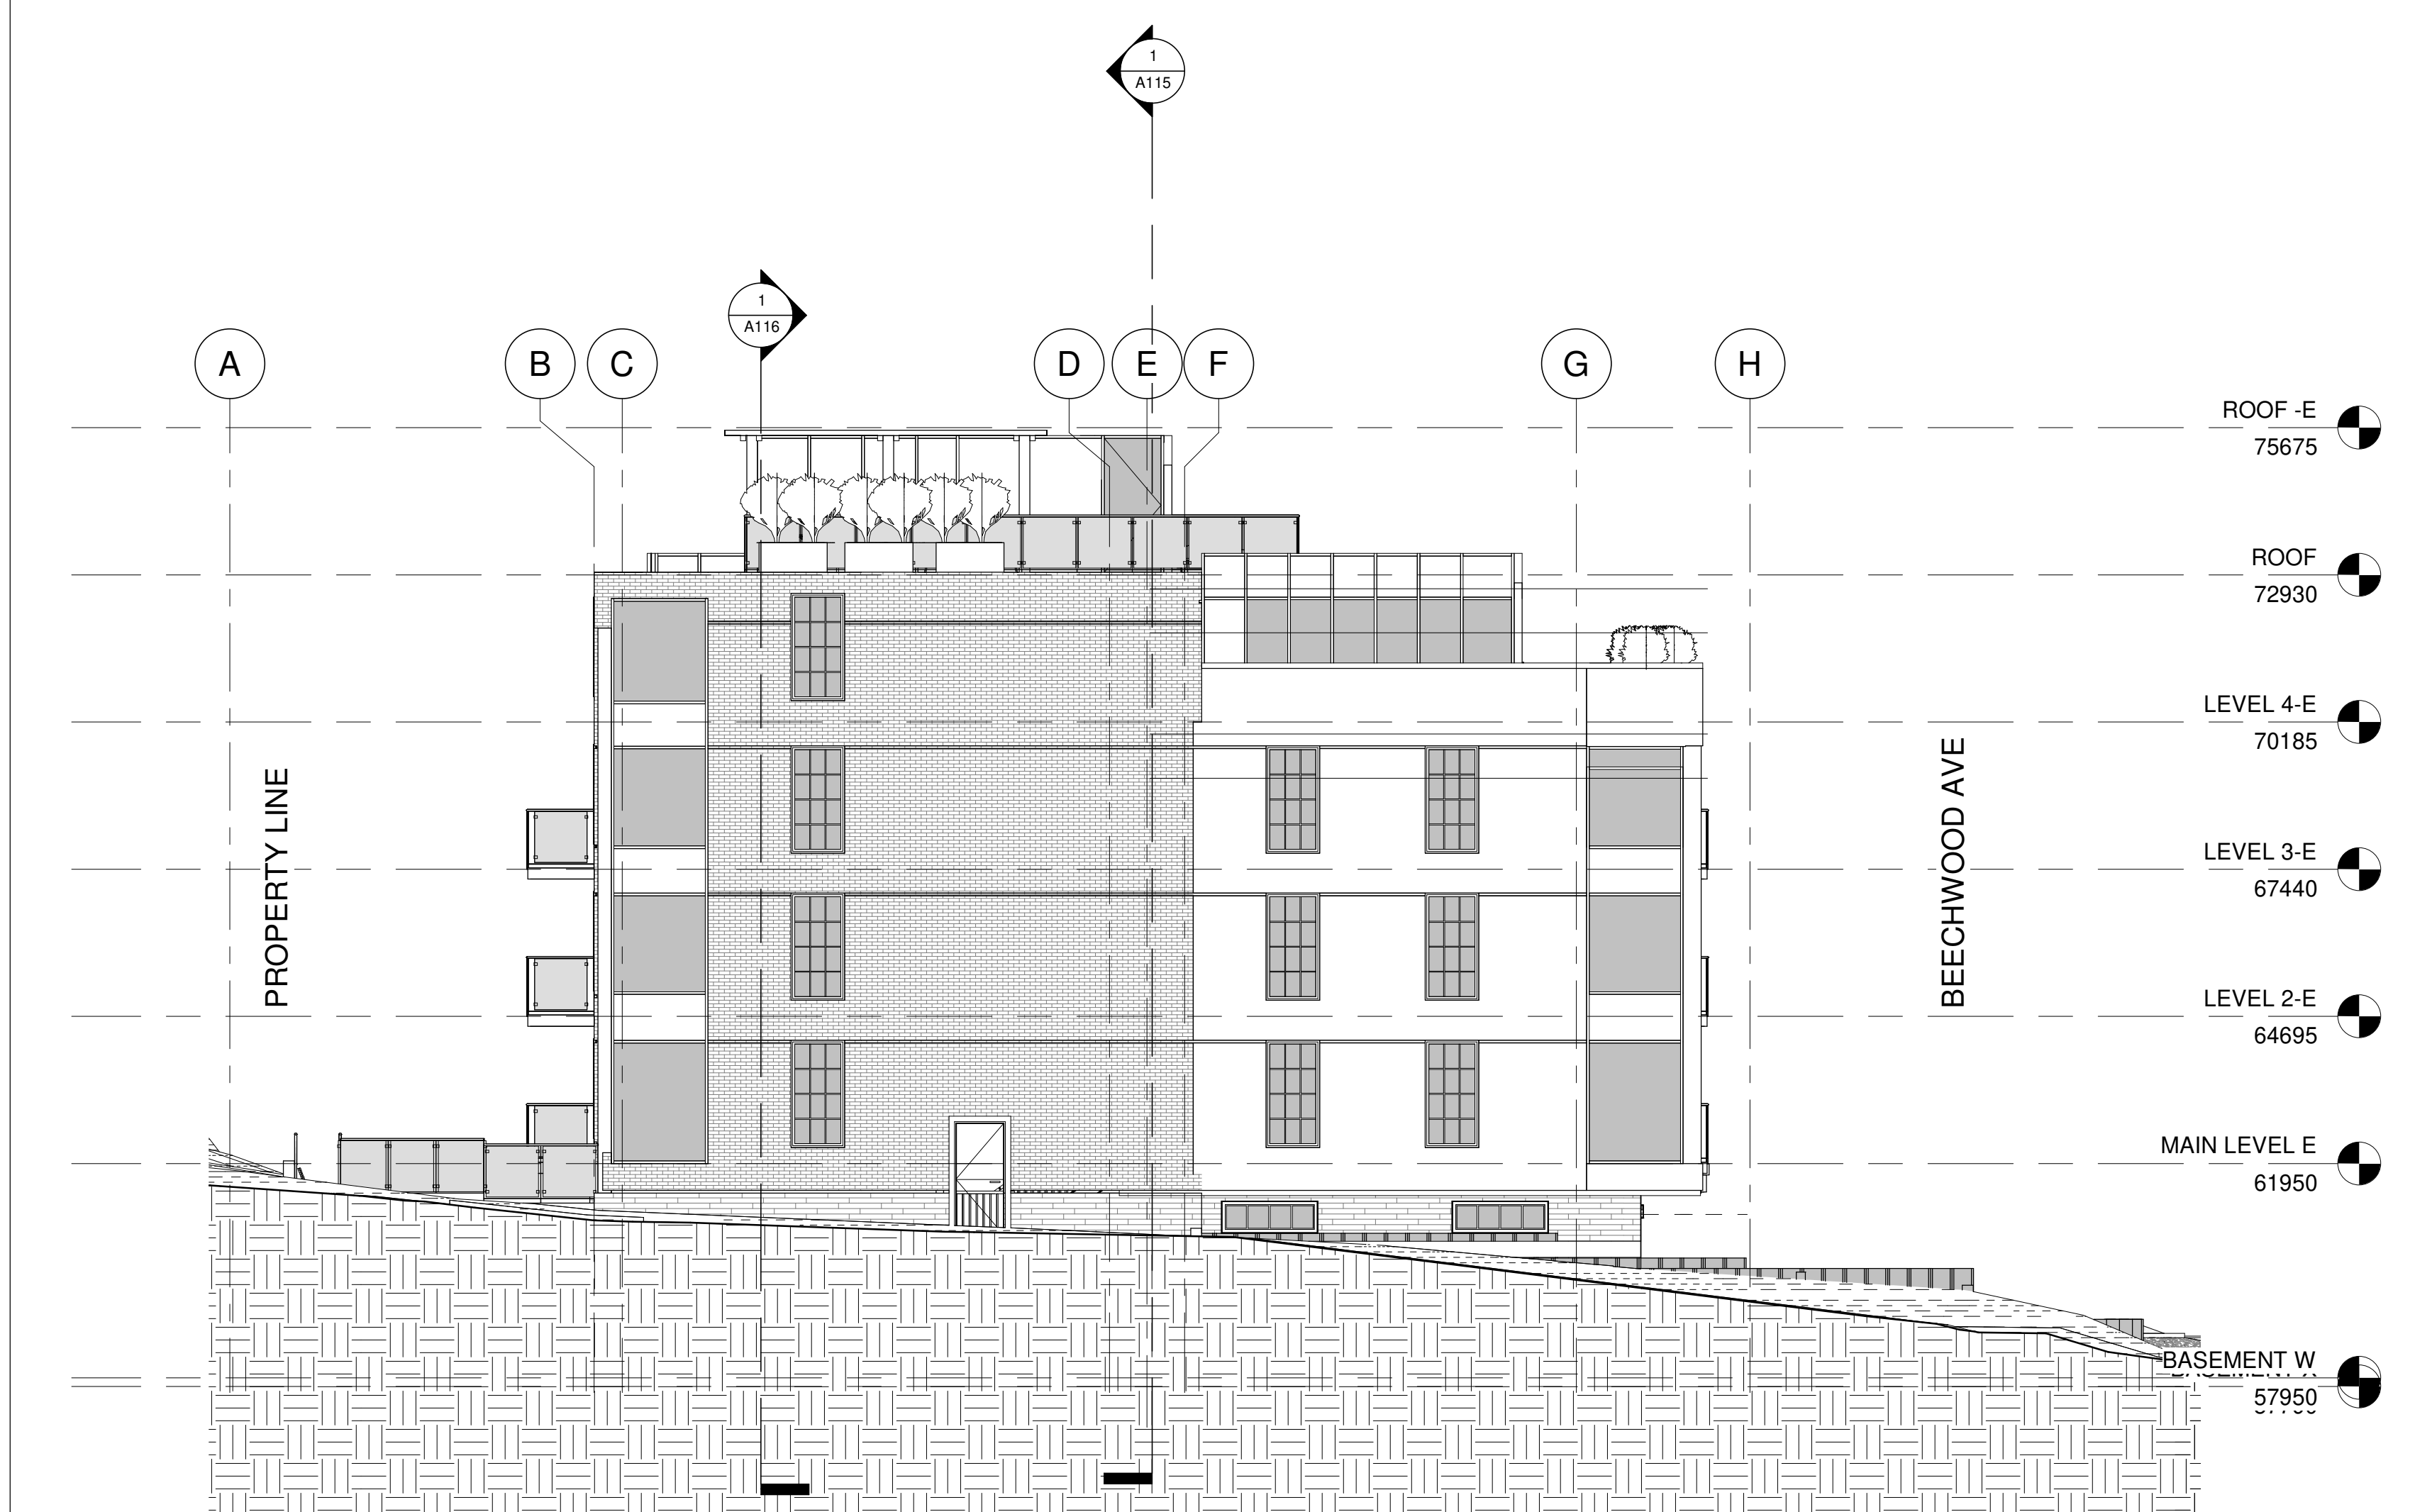 1
A115
1
A116
A
B
C
D
E
F
G
H
ROOF -E
75675
ROOF
72930
LEVEL 4-E
70185
LEVEL 3-E
67440
LEVEL 2-E
64695
MAIN LEVEL E
61950
BASEMENT W
57950
PROPERTY LINE
BEECHWOOD AVE